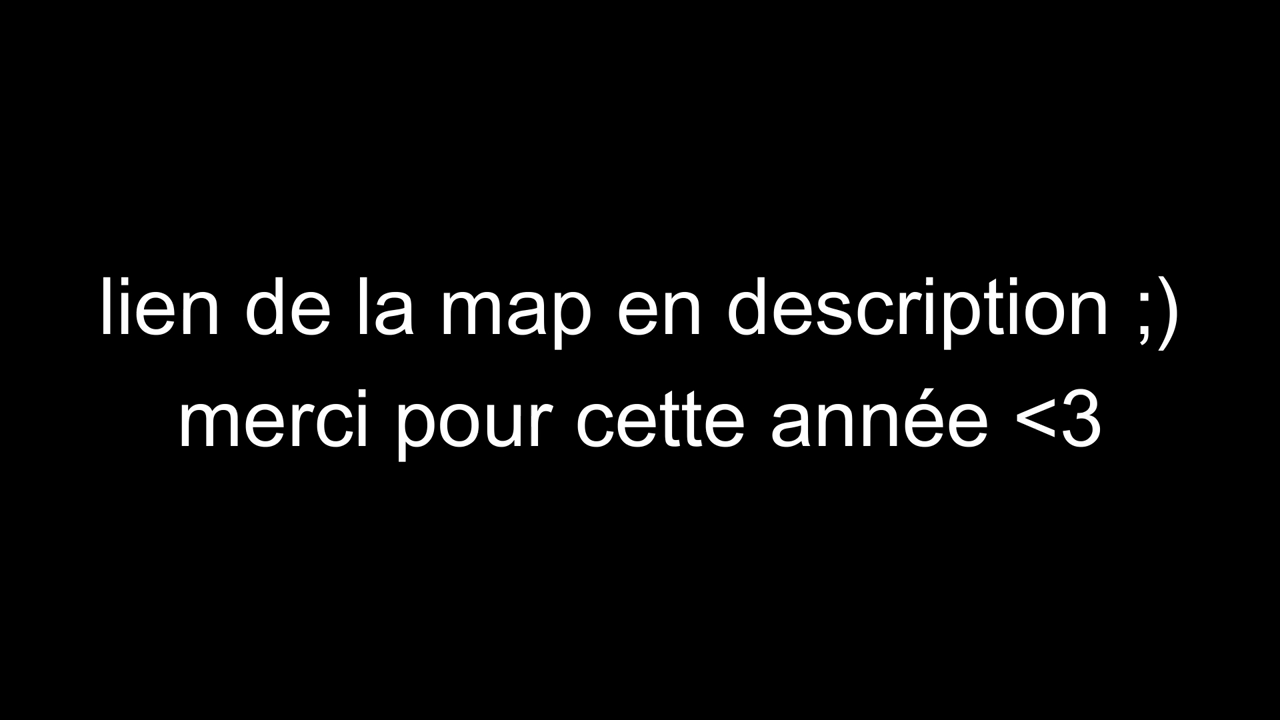 lien de la map en description ;)
merci pour cette année <3